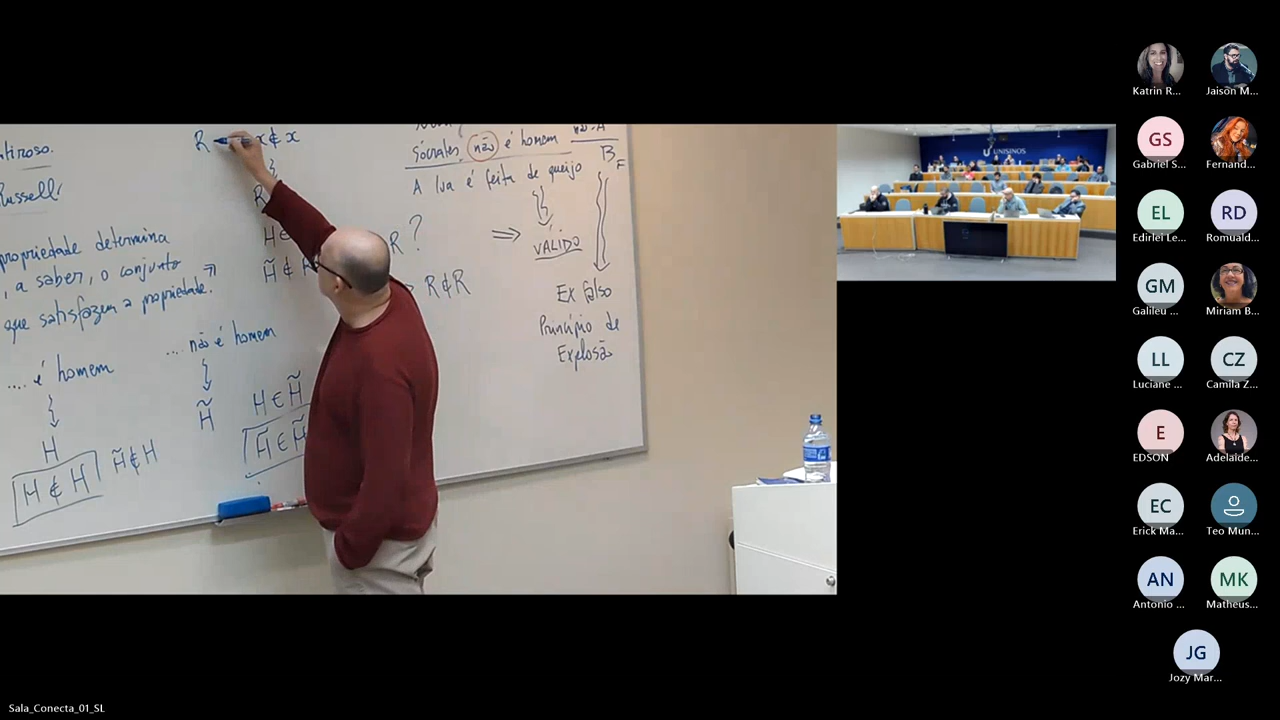 ntiroso.
Russell
propriedade determina
, a saber, o conjunto
que satisfazem a propriedade."
.... é homem
H
H ∉ H
H̃ ∉ H
.... não é homem
H̃
H ∈ H̃
H̃ ∈ H̃
R
x ∉ x
R
H ∈
H̃ ∉
R ?
R ∉ R
Sócrates não é homem
não-A
A lua é feita de queijo
B
F
⇒ VÁLIDO
Ex falso
Princípio de
Explosão
UNISINOS
Katrin R...
Jaison M...
GS
Gabriel S...
Fernand...
EL
Edirlei Le...
RD
Romuald...
GM
Galileu ...
Miriam B...
LL
Luciane ...
CZ
Camila Z...
E
EDSON
Adelaide...
EC
Erick Ma...
Teo Mun...
AN
Antonio ...
MK
Matheus...
JG
Jozy Mar...
Sala_Conecta_01_SL